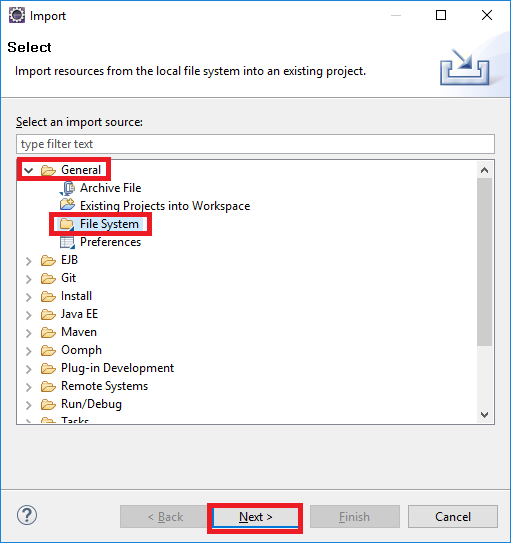 Import
Select
Import resources from the local file system into an existing project.
Select an import source:
type filter text
General
Archive File
Existing Projects into Workspace
File System
Preferences
EJB
Git
Install
Java EE
Maven
Oomph
Plug-in Development
Remote Systems
Run/Debug
Tasks
?
< Back
Next >
Finish
Cancel